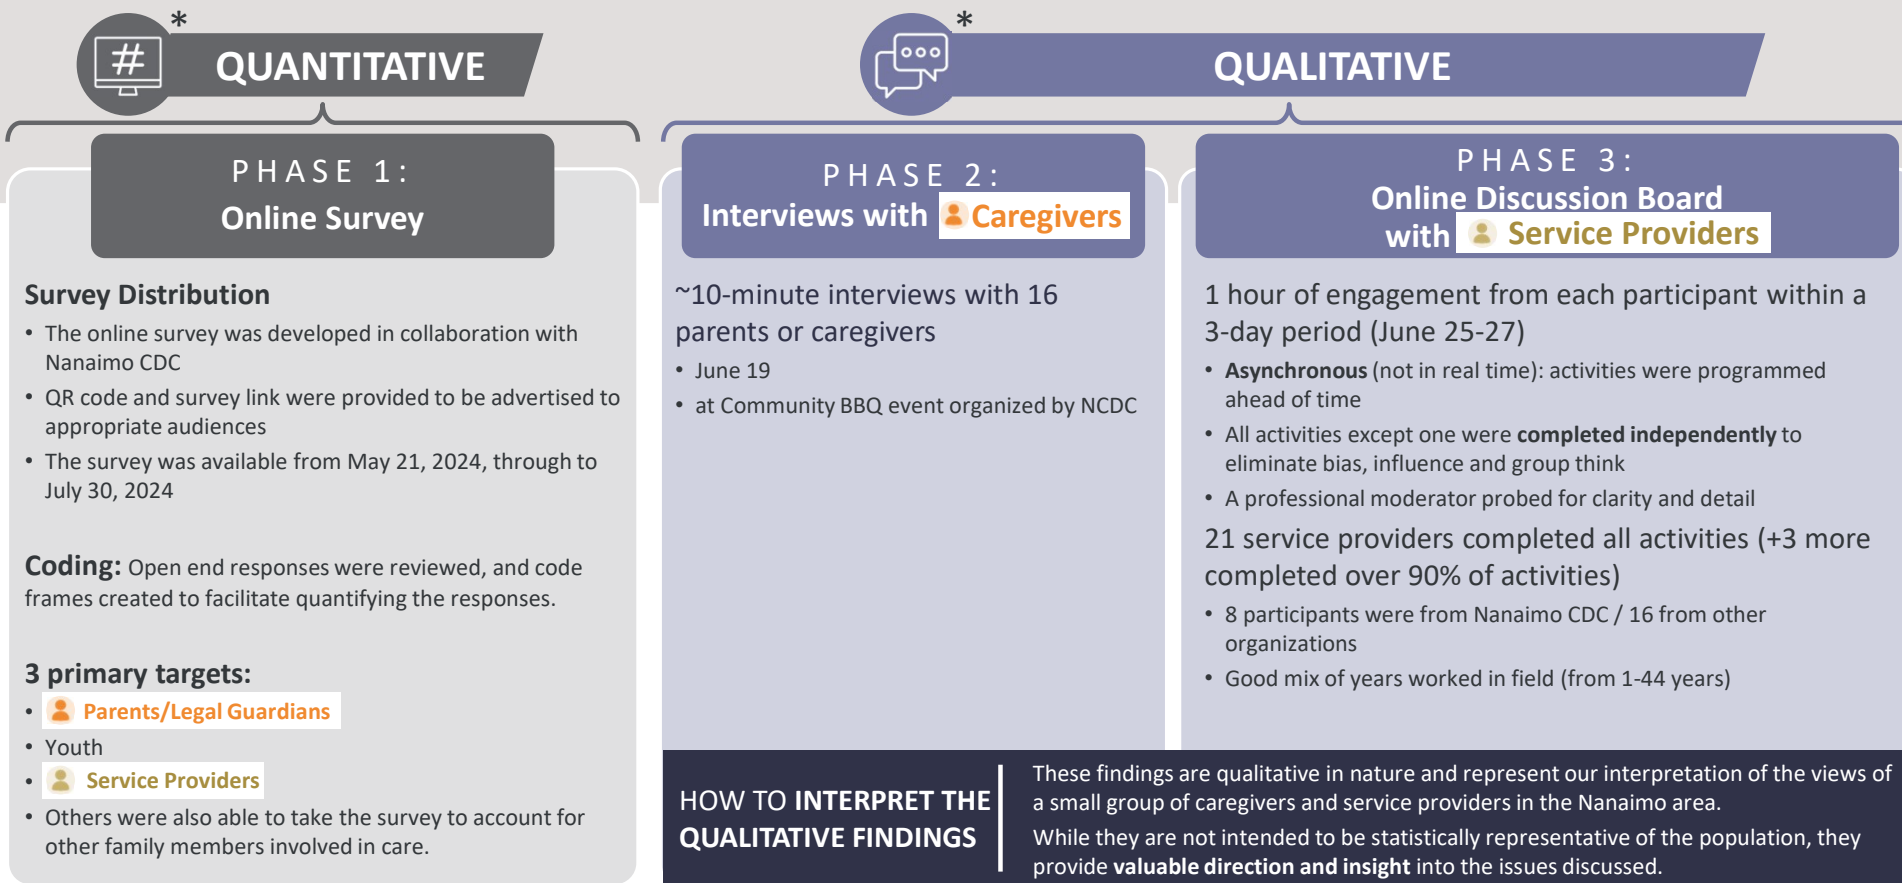 *
#
QUANTITATIVE
PHASE 1:
Online Survey
Survey Distribution
• The online survey was developed in collaboration with
Nanaimo CDC
• QR code and survey link were provided to be advertised to
appropriate audiences
• The survey was available from May 21, 2024, through to
July 30, 2024
Coding: Open end responses were reviewed, and code
frames created to facilitate quantifying the responses.
3 primary targets:
• Parents/Legal Guardians
• Youth
• Service Providers
• Others were also able to take the survey to account for
other family members involved in care.
*
QUALITATIVE
PHASE 2:
Interviews with Caregivers
~10-minute interviews with 16
parents or caregivers
• June 19
• at Community BBQ event organized by NCDC
PHASE 3:
Online Discussion Board
with Service Providers
1 hour of engagement from each participant within a
3-day period (June 25-27)
• Asynchronous (not in real time): activities were programmed
ahead of time
• All activities except one were completed independently to
eliminate bias, influence and group think
• A professional moderator probed for clarity and detail
21 service providers completed all activities (+3 more
completed over 90% of activities)
• 8 participants were from Nanaimo CDC / 16 from other
organizations
• Good mix of years worked in field (from 1-44 years)
HOW TO INTERPRET THE
QUALITATIVE FINDINGS
These findings are qualitative in nature and represent our interpretation of the views of
a small group of caregivers and service providers in the Nanaimo area.
While they are not intended to be statistically representative of the population, they
provide valuable direction and insight into the issues discussed.